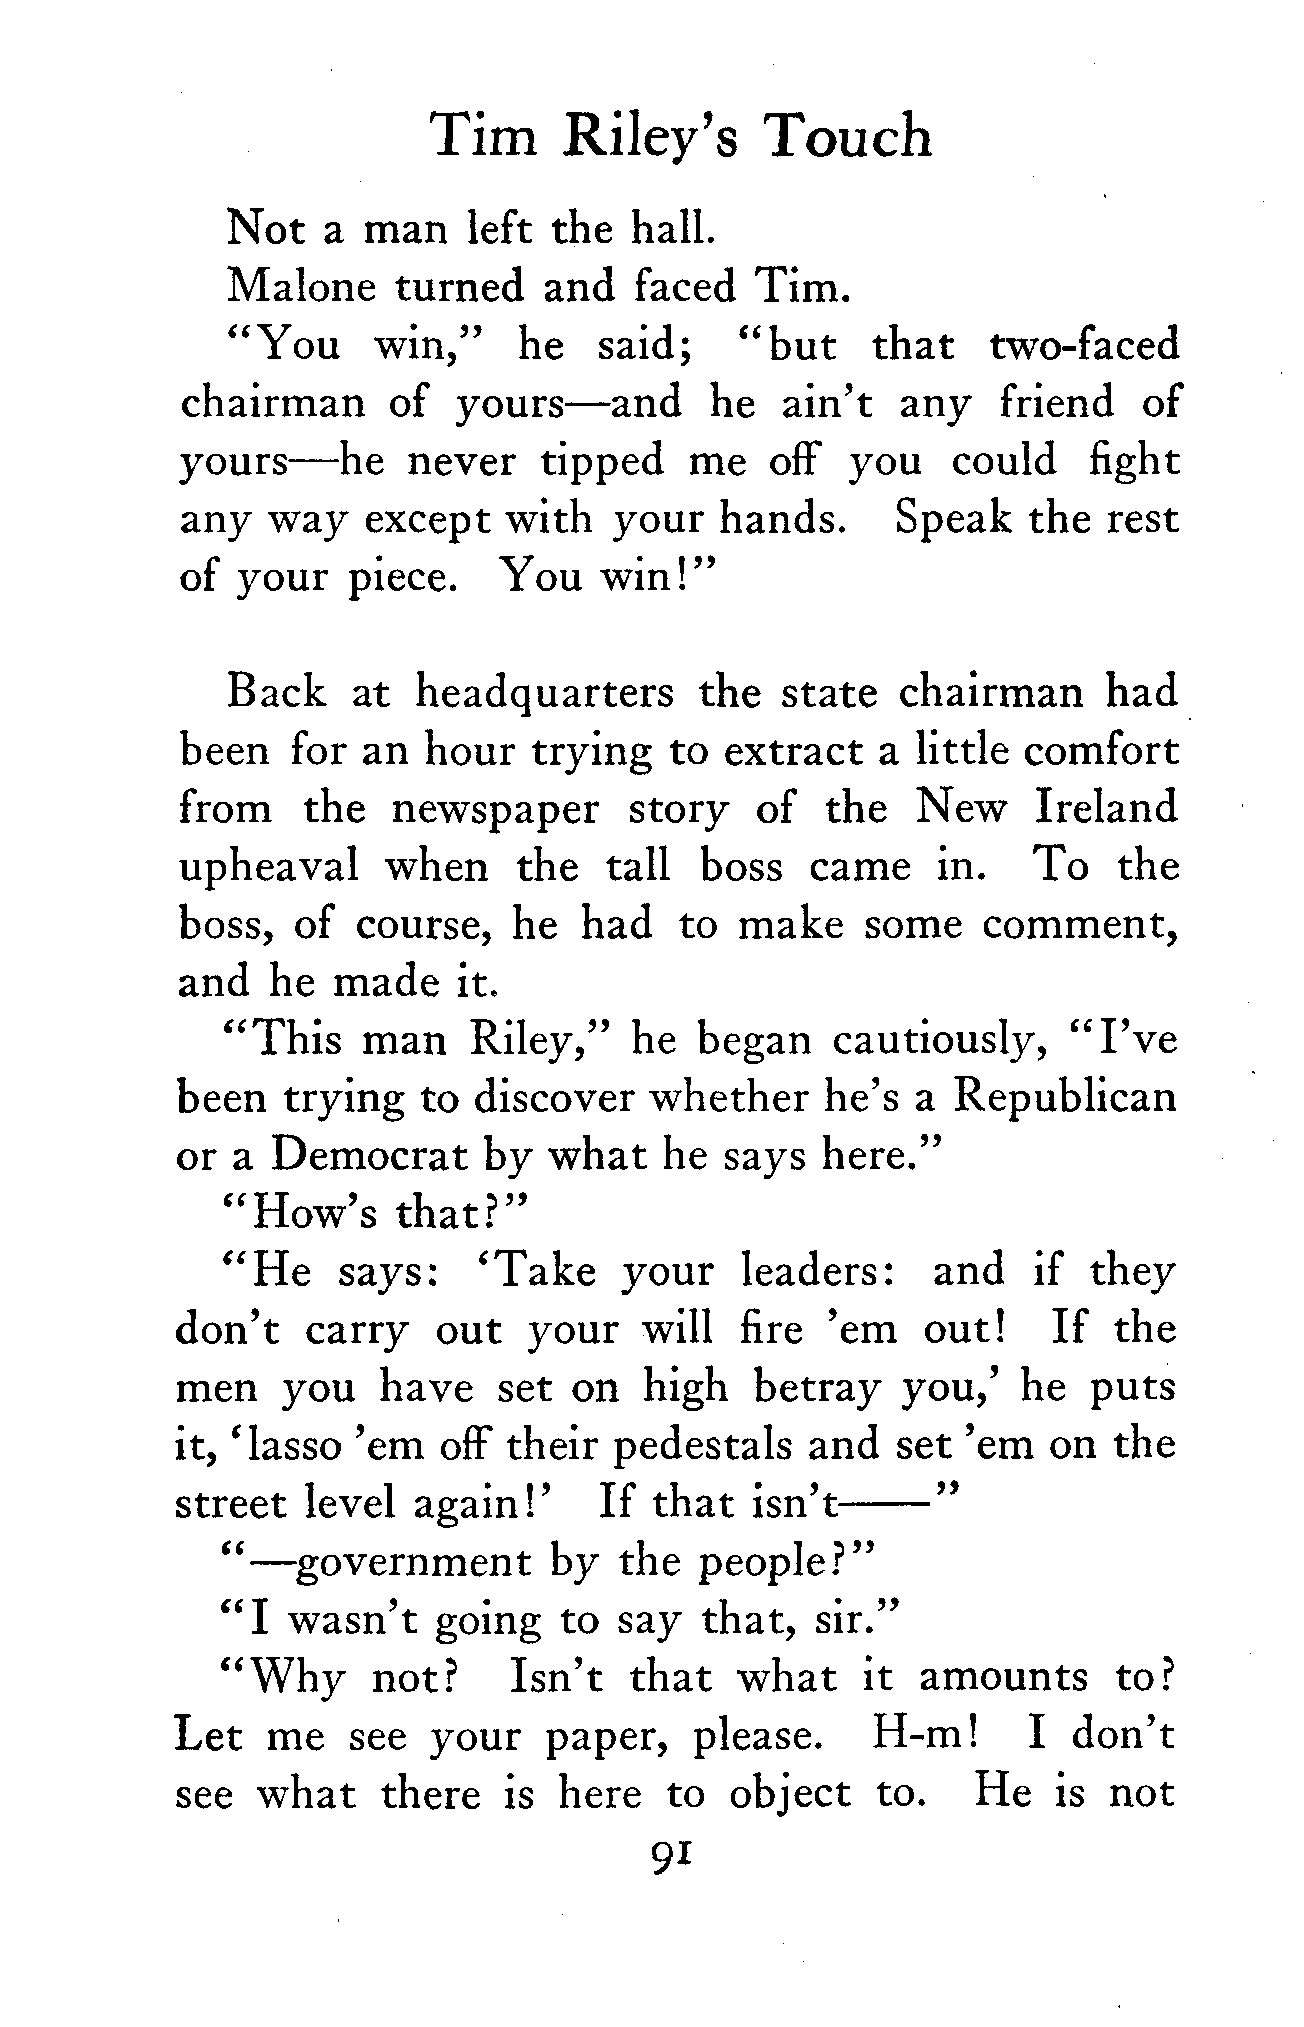 Tim Riley's Touch
Not a man left the hall.
Malone turned and faced Tim.
“You win,” he said; “but that two-faced
chairman of yours—and he ain't any friend of
yours—he never tipped me off you could fight
any way except with your hands. Speak the rest
of your piece. You win!”
Back at headquarters the state chairman had
been for an hour trying to extract a little comfort
from the newspaper story of the New Ireland
upheaval when the tall boss came in. To the
boss, of course, he had to make some comment,
and he made it.
“This man Riley,” he began cautiously, “I've
been trying to discover whether he's a Republican
or a Democrat by what he says here.”
“How's that?”
“He says: ‘Take your leaders: and if they
don't carry out your will fire 'em out! If the
men you have set on high betray you,’ he puts
it, ‘lasso 'em off their pedestals and set 'em on the
street level again!’ If that isn't——”
“—government by the people?”
“I wasn't going to say that, sir.”
“Why not? Isn't that what it amounts to?
Let me see your paper, please. H-m! I don't
see what there is here to object to. He is not
91